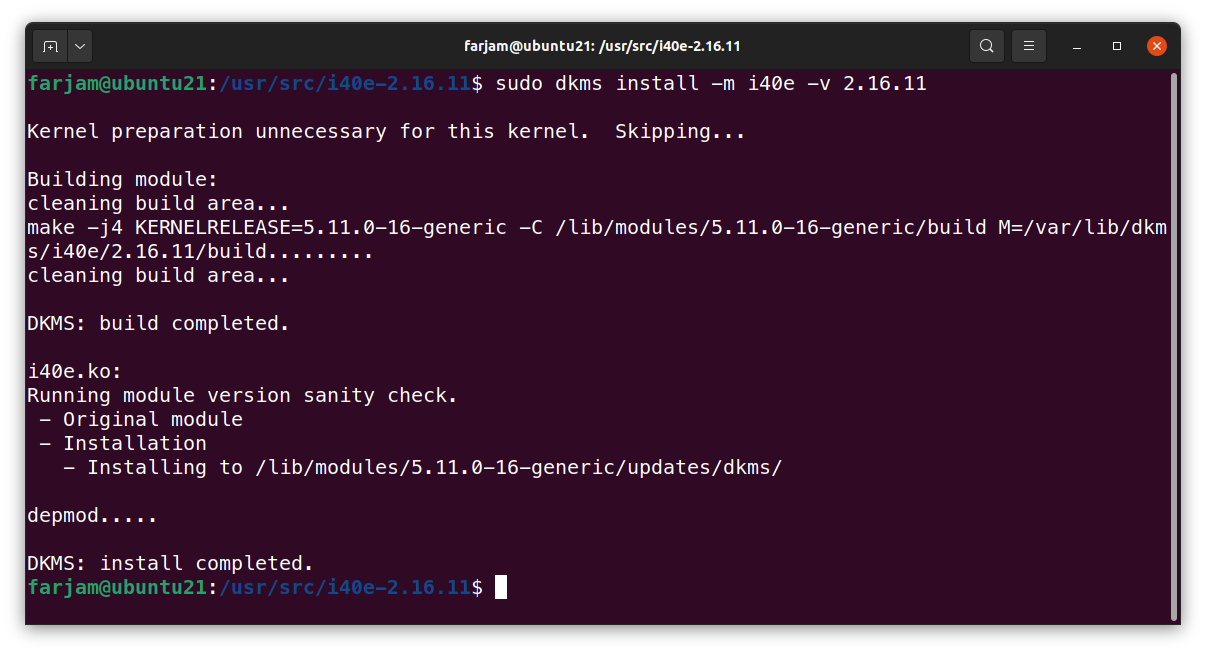 farjam@ubuntu21: /usr/src/i40e-2.16.11
farjam@ubuntu21:/usr/src/i40e-2.16.11$ sudo dkms install -m i40e -v 2.16.11
Kernel preparation unnecessary for this kernel.  Skipping...
Building module:
cleaning build area...
make -j4 KERNELRELEASE=5.11.0-16-generic -C /lib/modules/5.11.0-16-generic/build M=/var/lib/dkm
s/i40e/2.16.11/build.........
cleaning build area...
DKMS: build completed.
i40e.ko:
Running module version sanity check.
 - Original module
 - Installation
   - Installing to /lib/modules/5.11.0-16-generic/updates/dkms/
depmod.....
DKMS: install completed.
farjam@ubuntu21:/usr/src/i40e-2.16.11$